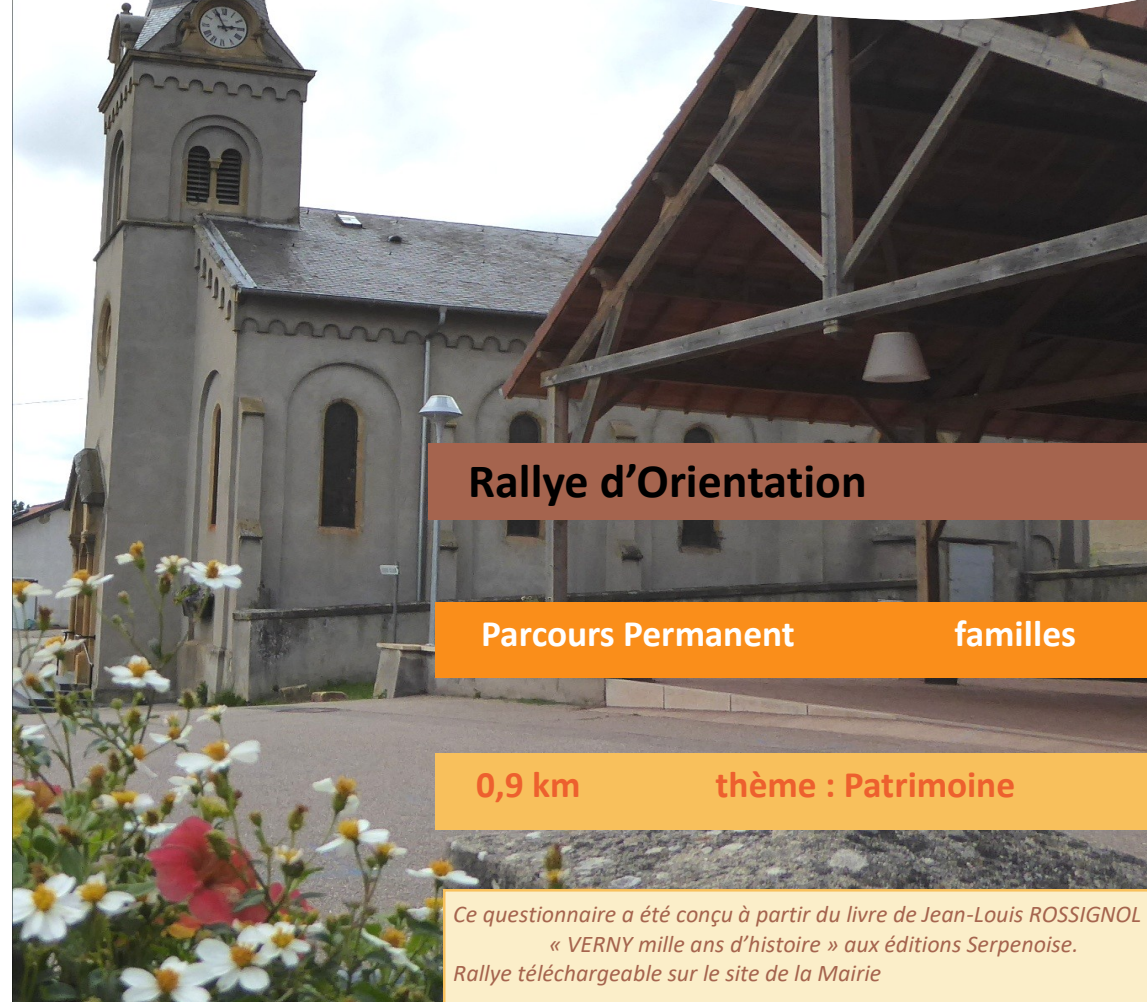 Rallye d’Orientation
Parcours Permanent familles
0,9 km thème : Patrimoine
Ce questionnaire a été conçu à partir du livre de Jean-Louis ROSSIGNOL
« VERNY mille ans d’histoire » aux éditions Serpenoise.
Rallye téléchargeable sur le site de la Mairie